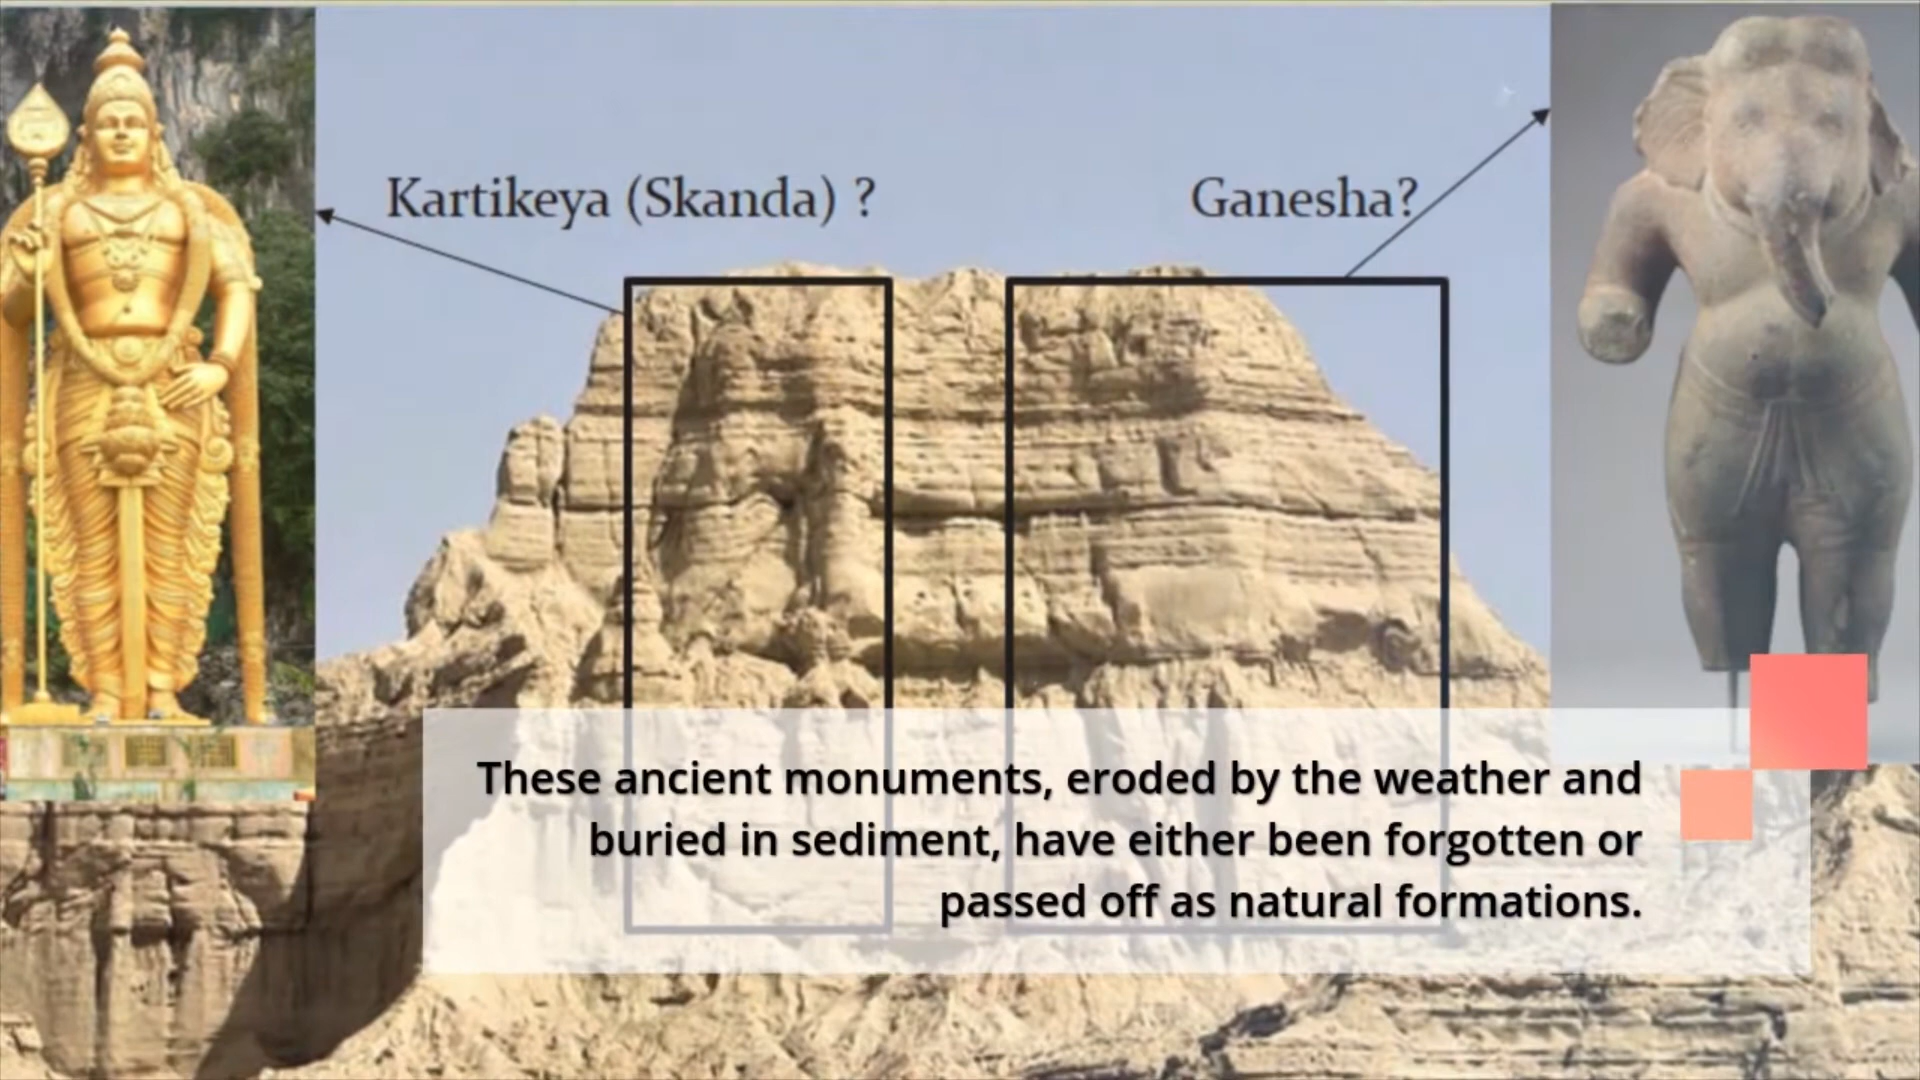 Kartikeya (Skanda) ?
Ganesha?
These ancient monuments, eroded by the weather and
buried in sediment, have either been forgotten or
passed off as natural formations.